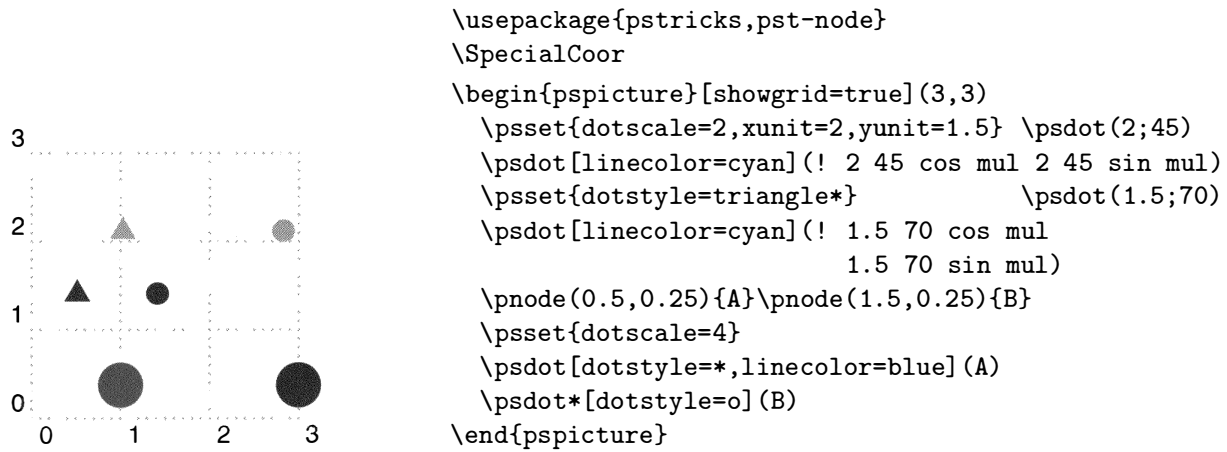 3
2
1
0
0 1 2 3
\usepackage{pstricks,pst-node}
\SpecialCoor
\begin{pspicture}[showgrid=true](3,3)
\psset{dotscale=2,xunit=2,yunit=1.5} \psdot(2;45)
\psdot[linecolor=cyan](! 2 45 cos mul 2 45 sin mul)
\psset{dotstyle=triangle*} \psdot(1.5;70)
\psdot[linecolor=cyan](! 1.5 70 cos mul
1.5 70 sin mul)
\pnode(0.5,0.25){A}\pnode(1.5,0.25){B}
\psset{dotscale=4}
\psdot[dotstyle=*,linecolor=blue](A)
\psdot*[dotstyle=o](B)
\end{pspicture}